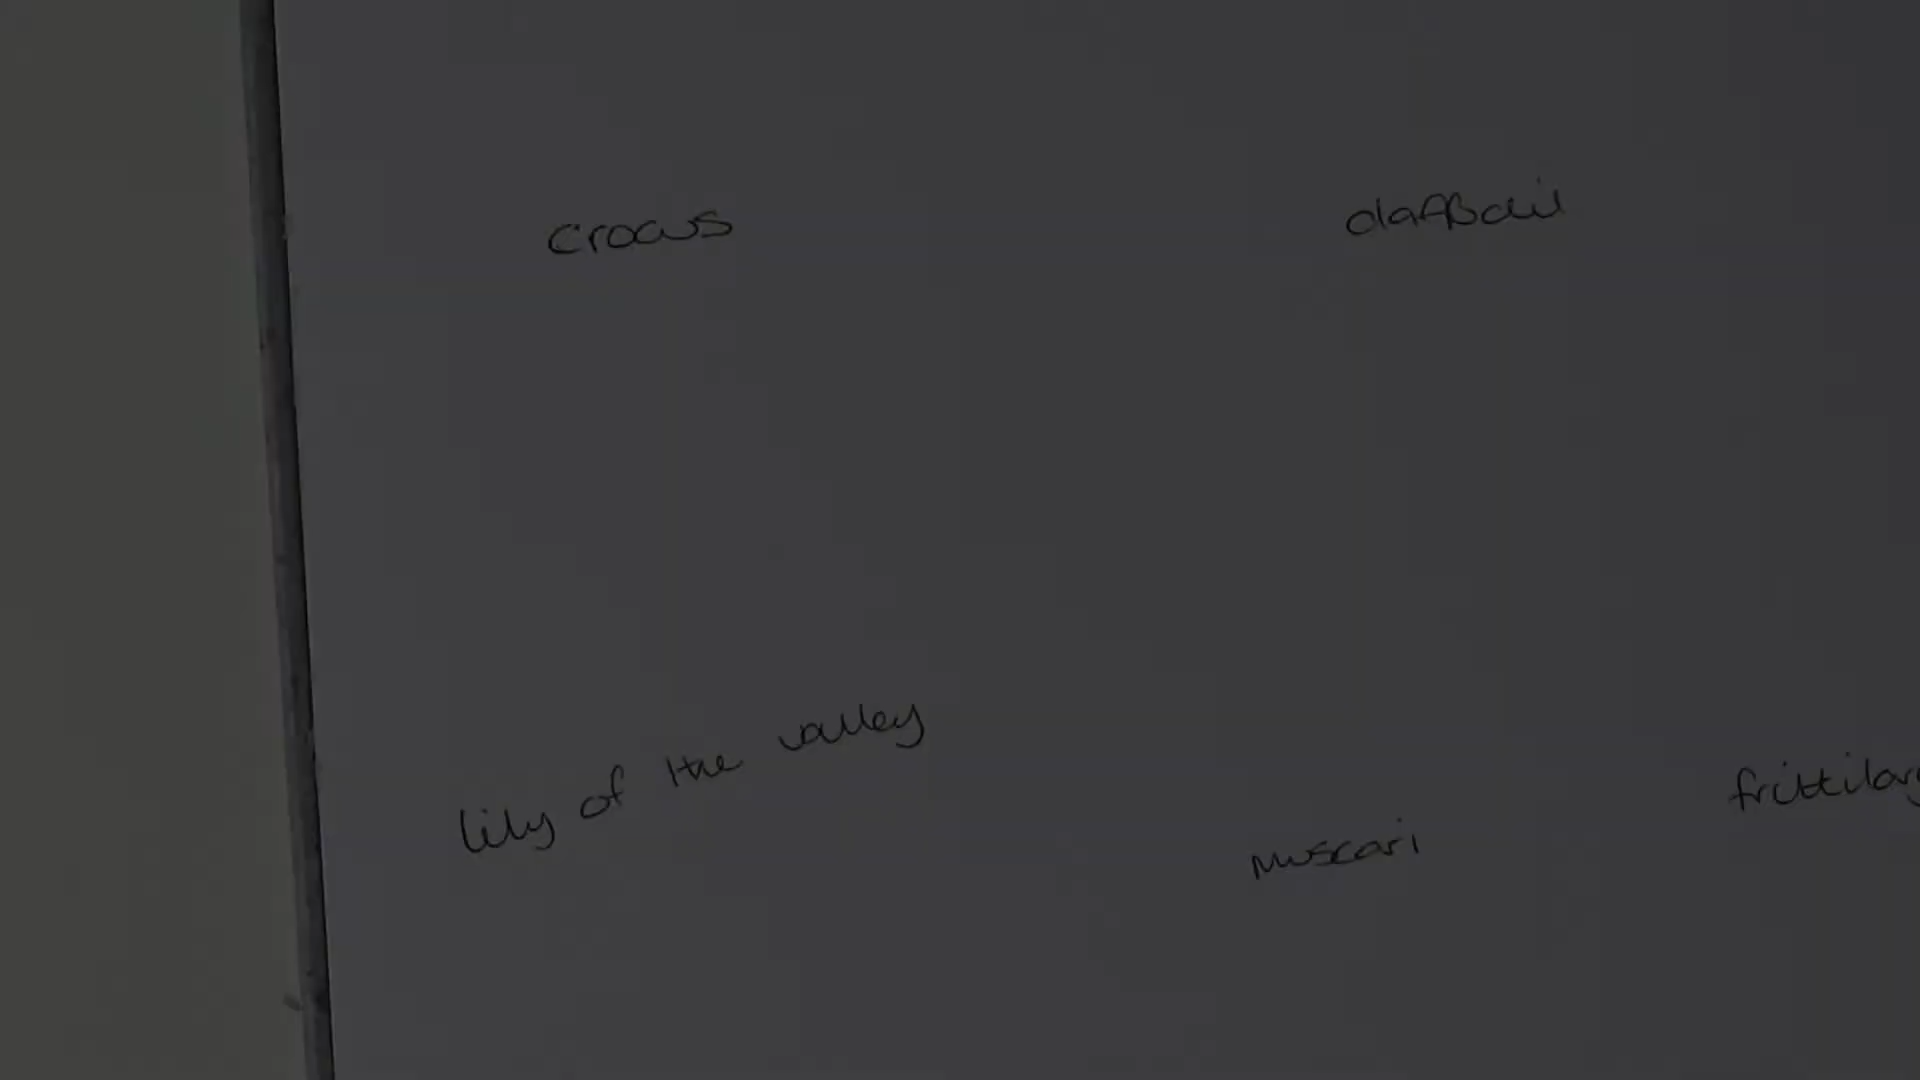 crocus
daffodil
lily of the valley
muscari